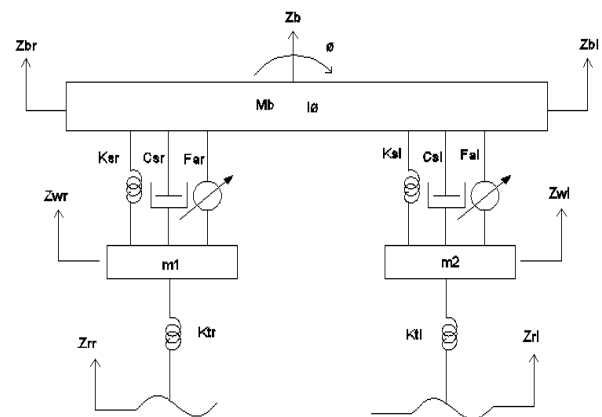 Zb
Zbr
ø
Zbl
Mb
Iø
Ksr
Csr
Far
Ksl
Csl
Fal
Zwr
Zwl
m1
m2
Ktr
Ktl
Zrr
Zrl